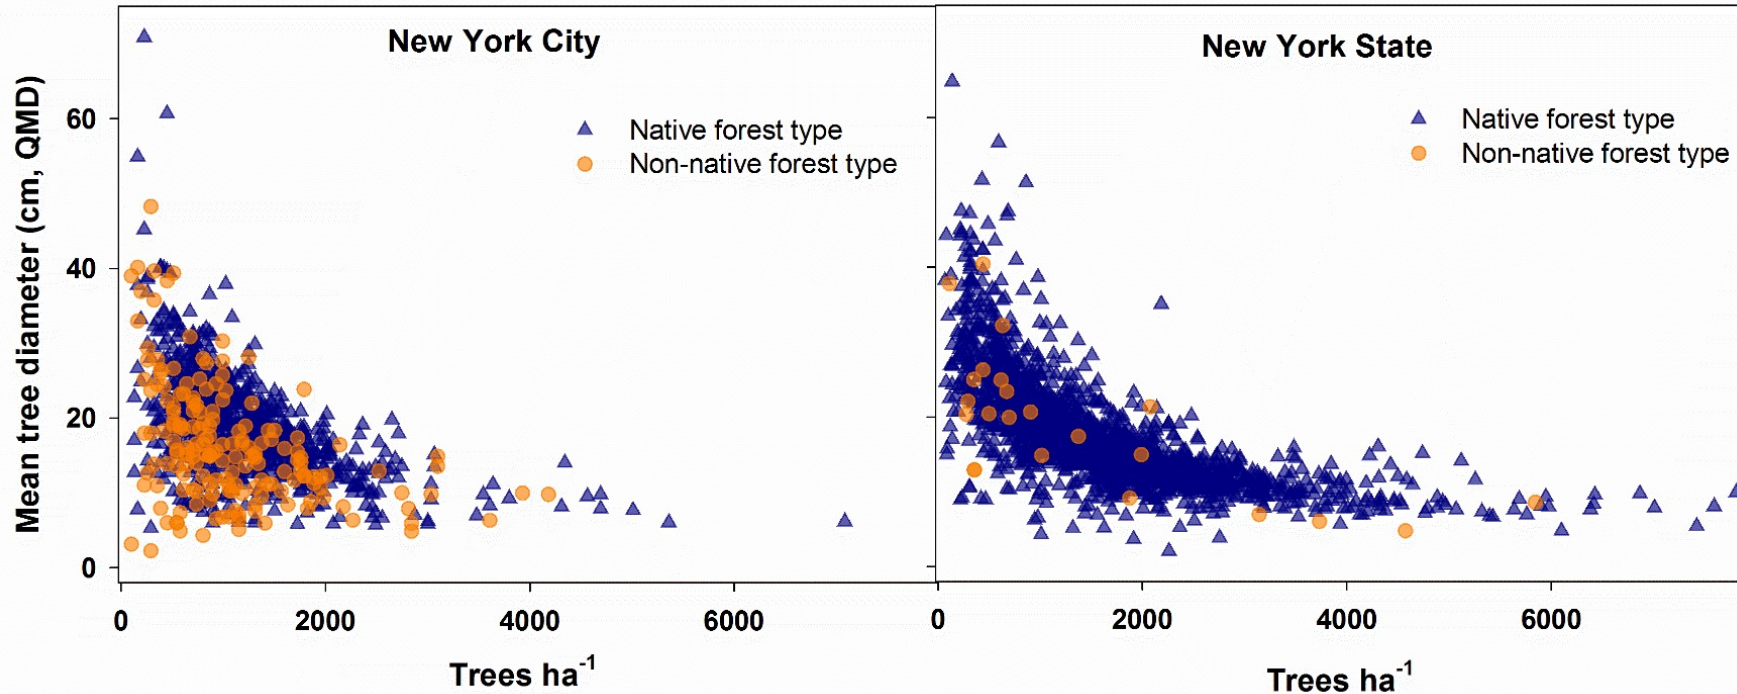 New York City
New York State
Native forest type
Non-native forest type
Native forest type
Non-native forest type
Mean tree diameter (cm, QMD)
60
40
20
0
0 2000 4000 6000
0 2000 4000 6000
Trees ha⁻¹
Trees ha⁻¹